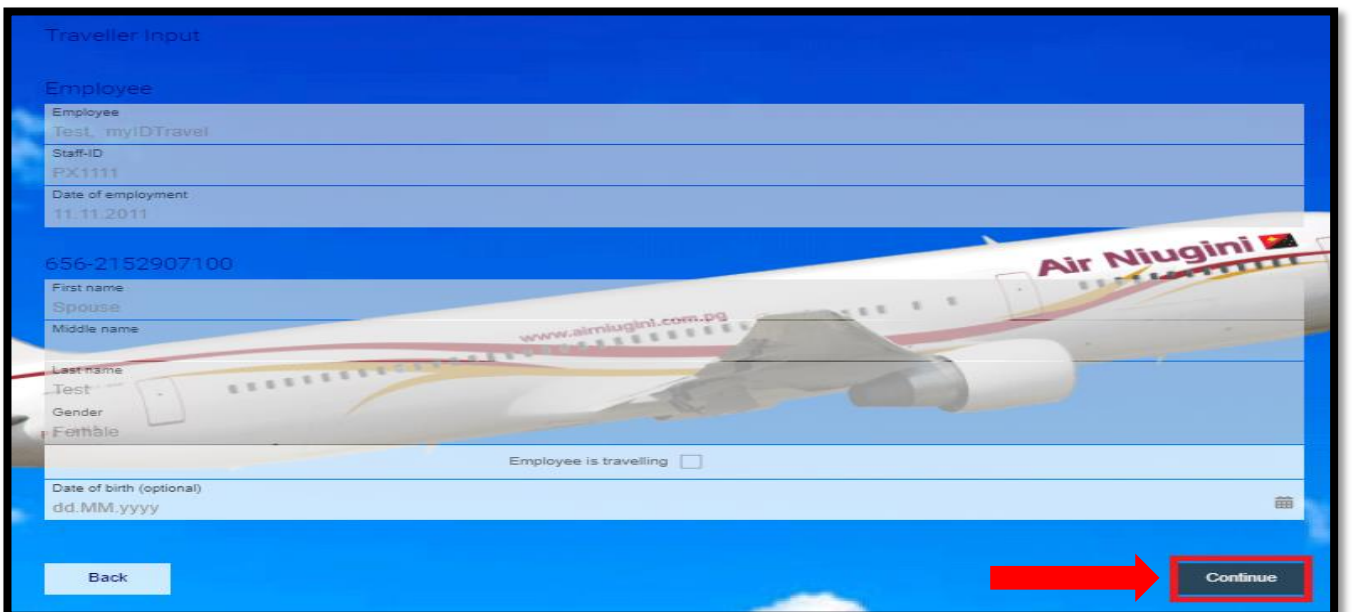 Traveller Input
Employee
Employee
Test, myIDTravel
Staff-ID
PX1111
Date of employment
11.11.2011
656-2152907100
Air Niugini
First name
Spouse
www.airniugini.com.pg
Middle name
Last name
Test
Gender
Female
Employee is travelling
Date of birth (optional)
dd.MM.yyyy
Back
Continue